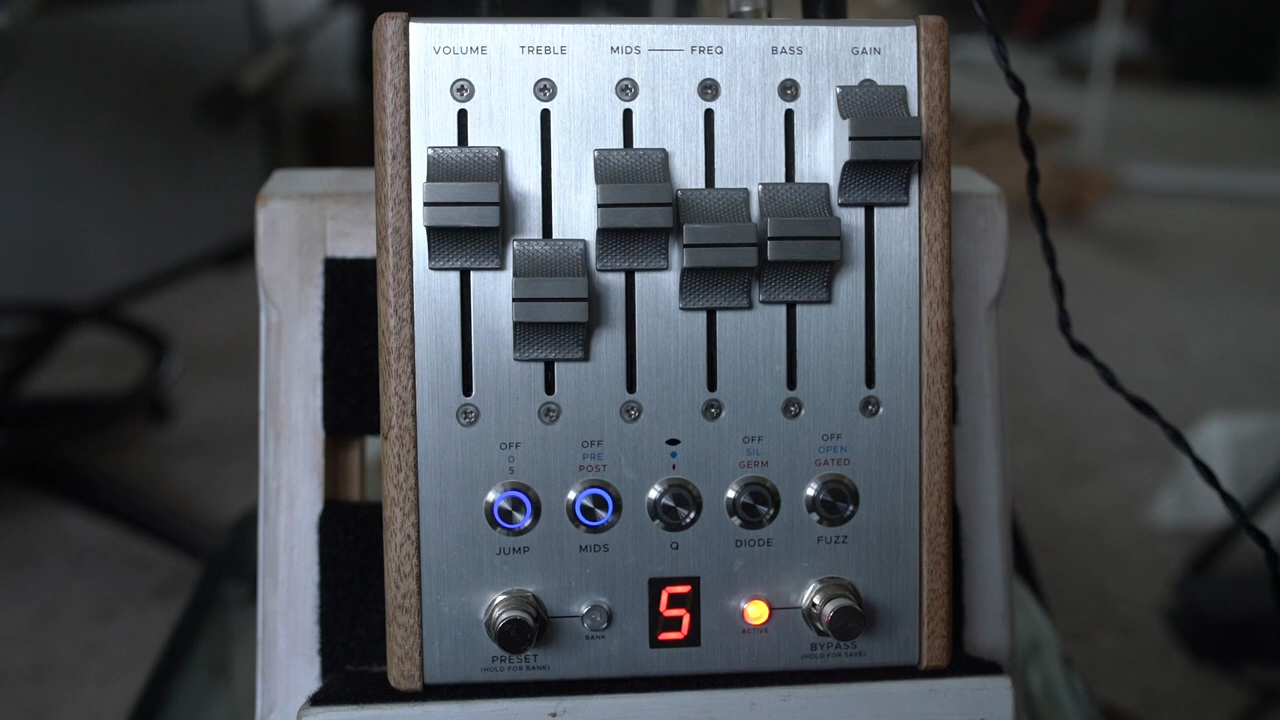 VOLUME TREBLE MIDS FREQ BASS GAIN
OFF OFF OFF OFF
0 PRE SIL OPEN
5 POST GERM GATED
JUMP MIDS Q DIODE FUZZ
5
BANK ACTIVE
PRESET BYPASS
(HOLD FOR BANK) (HOLD FOR SAVE)